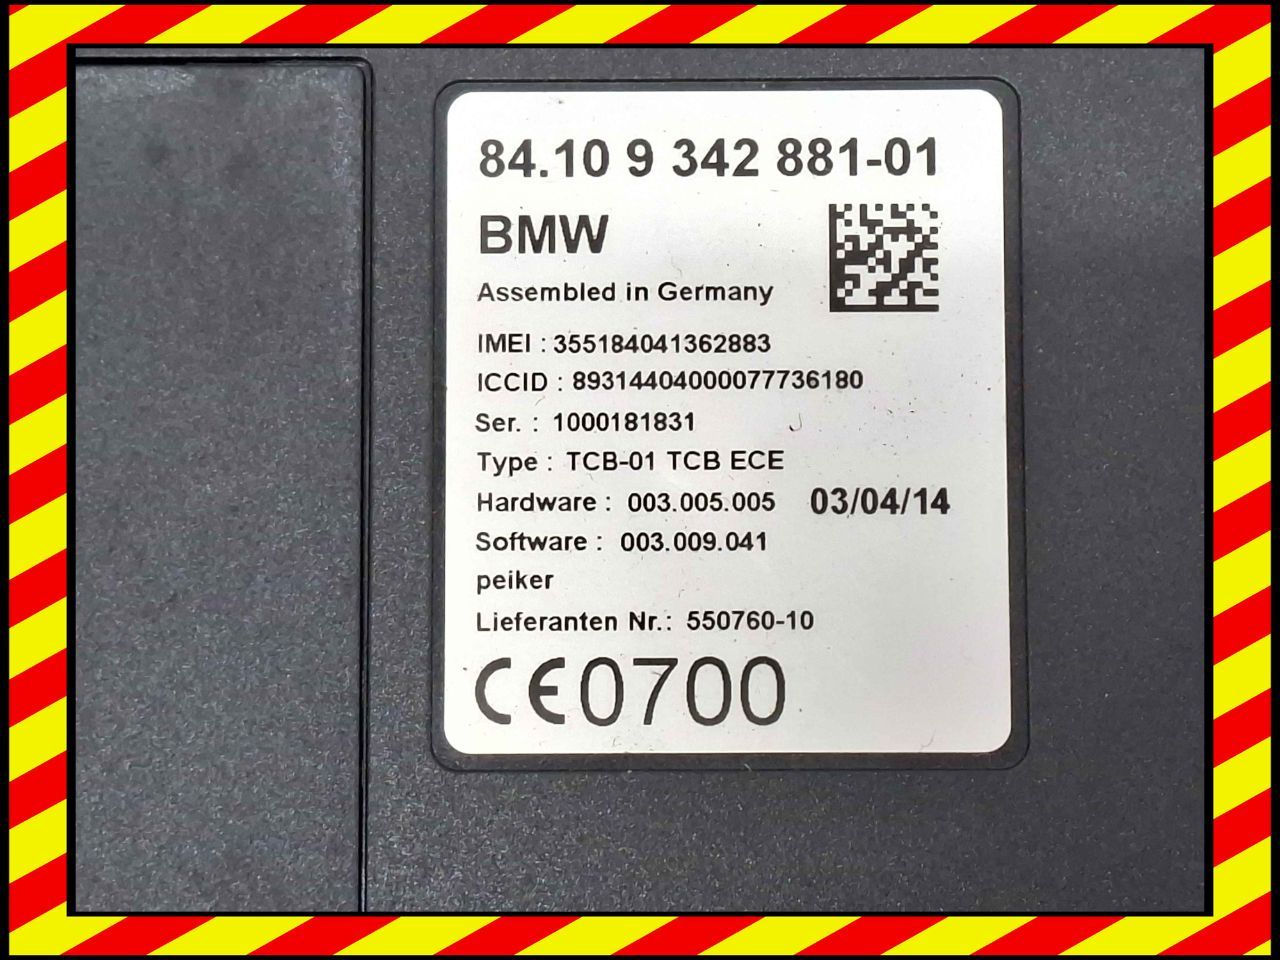 84.10 9 342 881-01
BMW
Assembled in Germany
IMEI : 355184041362883
ICCID : 89314404000077736180
Ser. : 1000181831
Type : TCB-01 TCB ECE
Hardware : 003.005.005 03/04/14
Software : 003.009.041
peiker
Lieferanten Nr.: 550760-10
CE0700